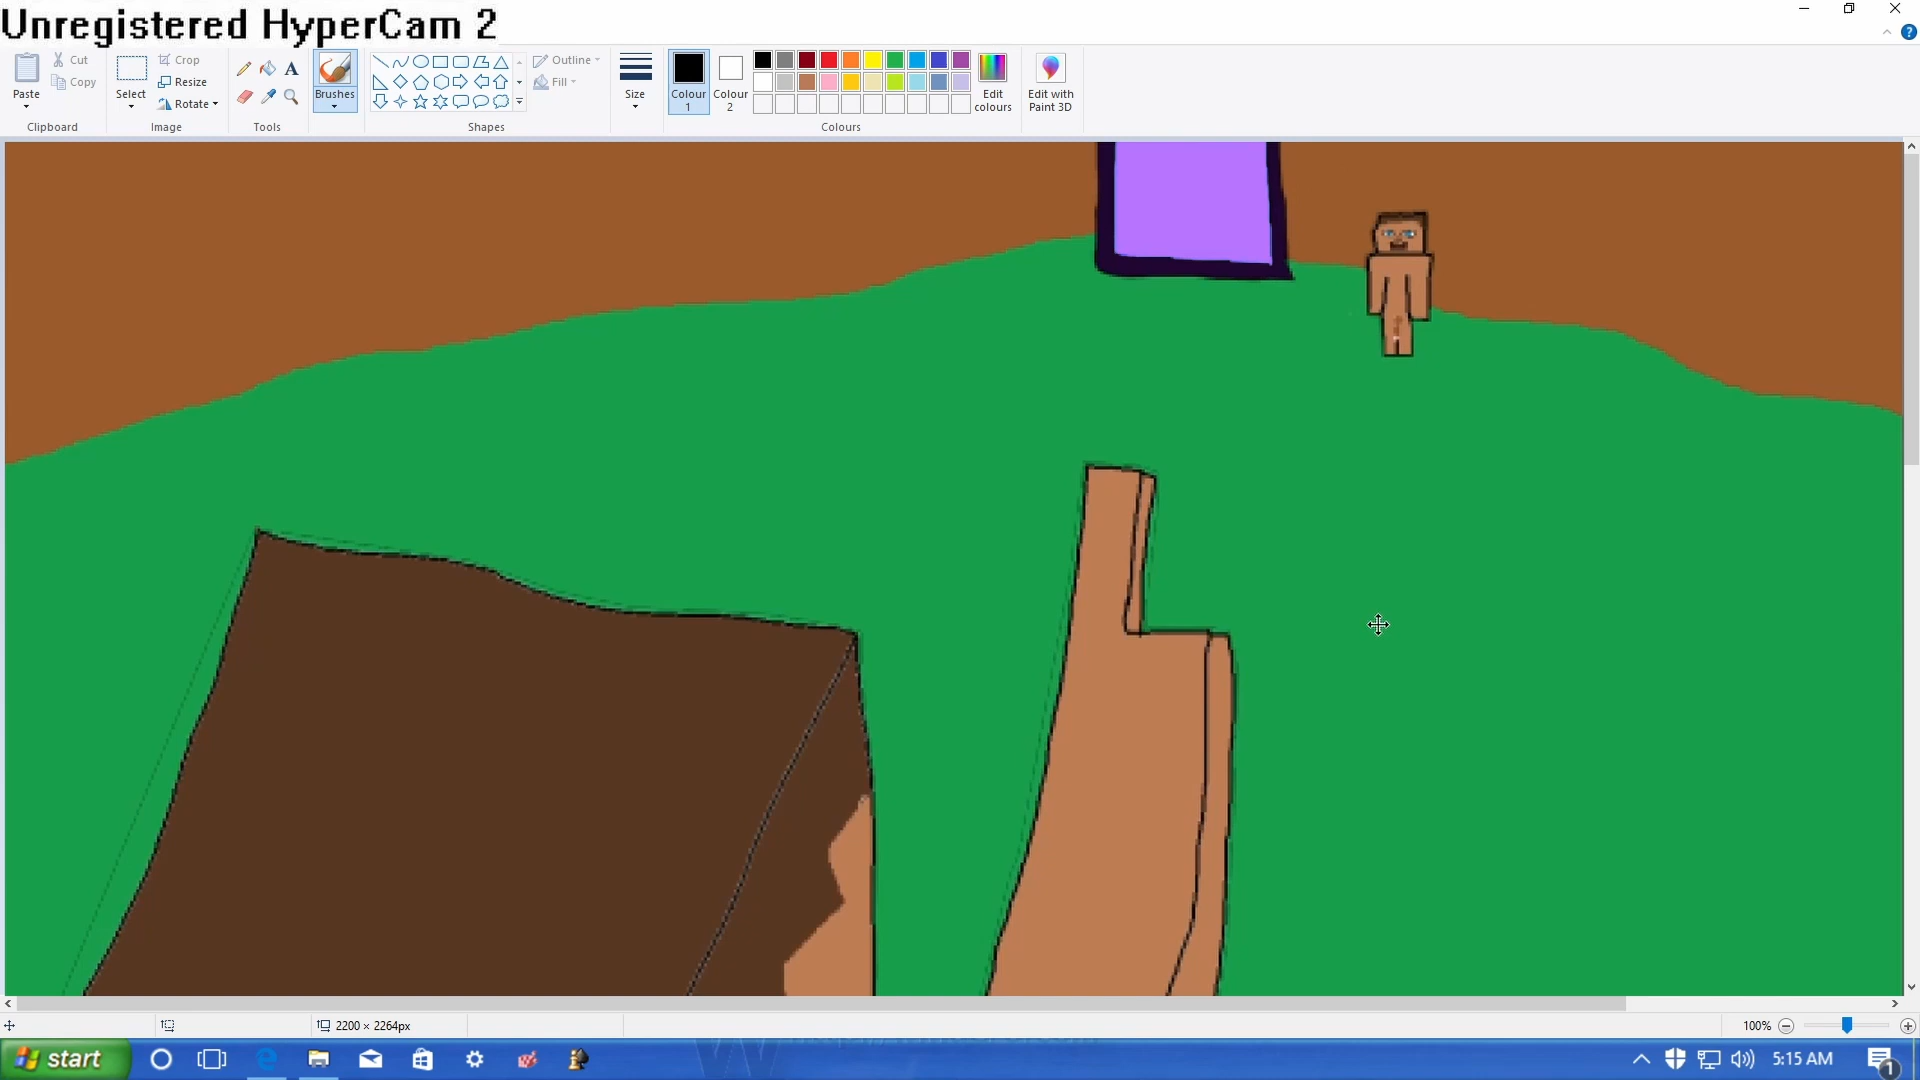 Unregistered HyperCam 2
Paste
Cut
Copy
Clipboard
Select
Crop
Resize
Rotate
Image
Tools
Brushes
Outline
Fill
Shapes
Size
Colour
1
Colour
2
Edit
colours
Colours
Edit with
Paint 3D
2200 × 2264px
100%
start
5:15 AM
1